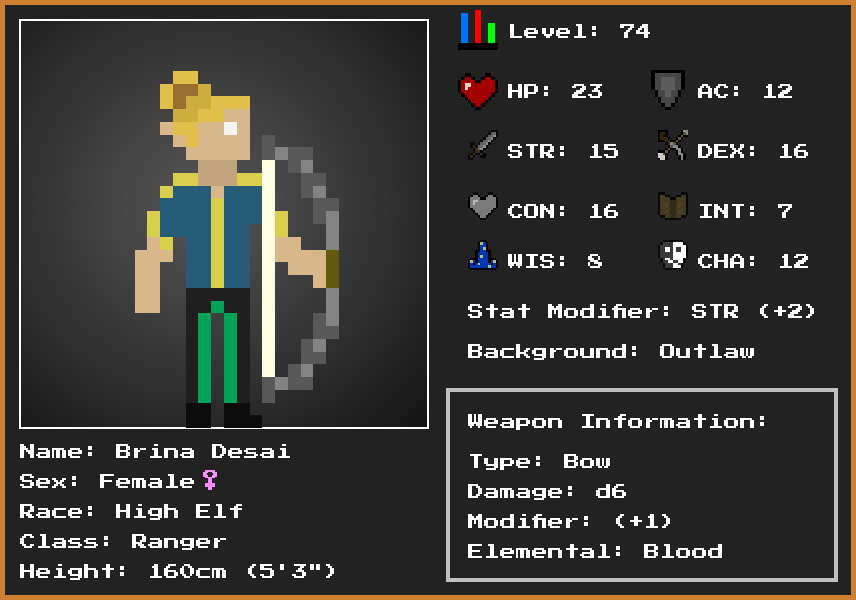 Level: 74
HP: 23 AC: 12
STR: 15 DEX: 16
CON: 16 INT: 7
WIS: 8 CHA: 12
Stat Modifier: STR (+2)
Background: Outlaw
Weapon Information:
Type: Bow
Damage: d6
Modifier: (+1)
Elemental: Blood
Name: Brina Desai
Sex: Female♀
Race: High Elf
Class: Ranger
Height: 160cm (5'3")